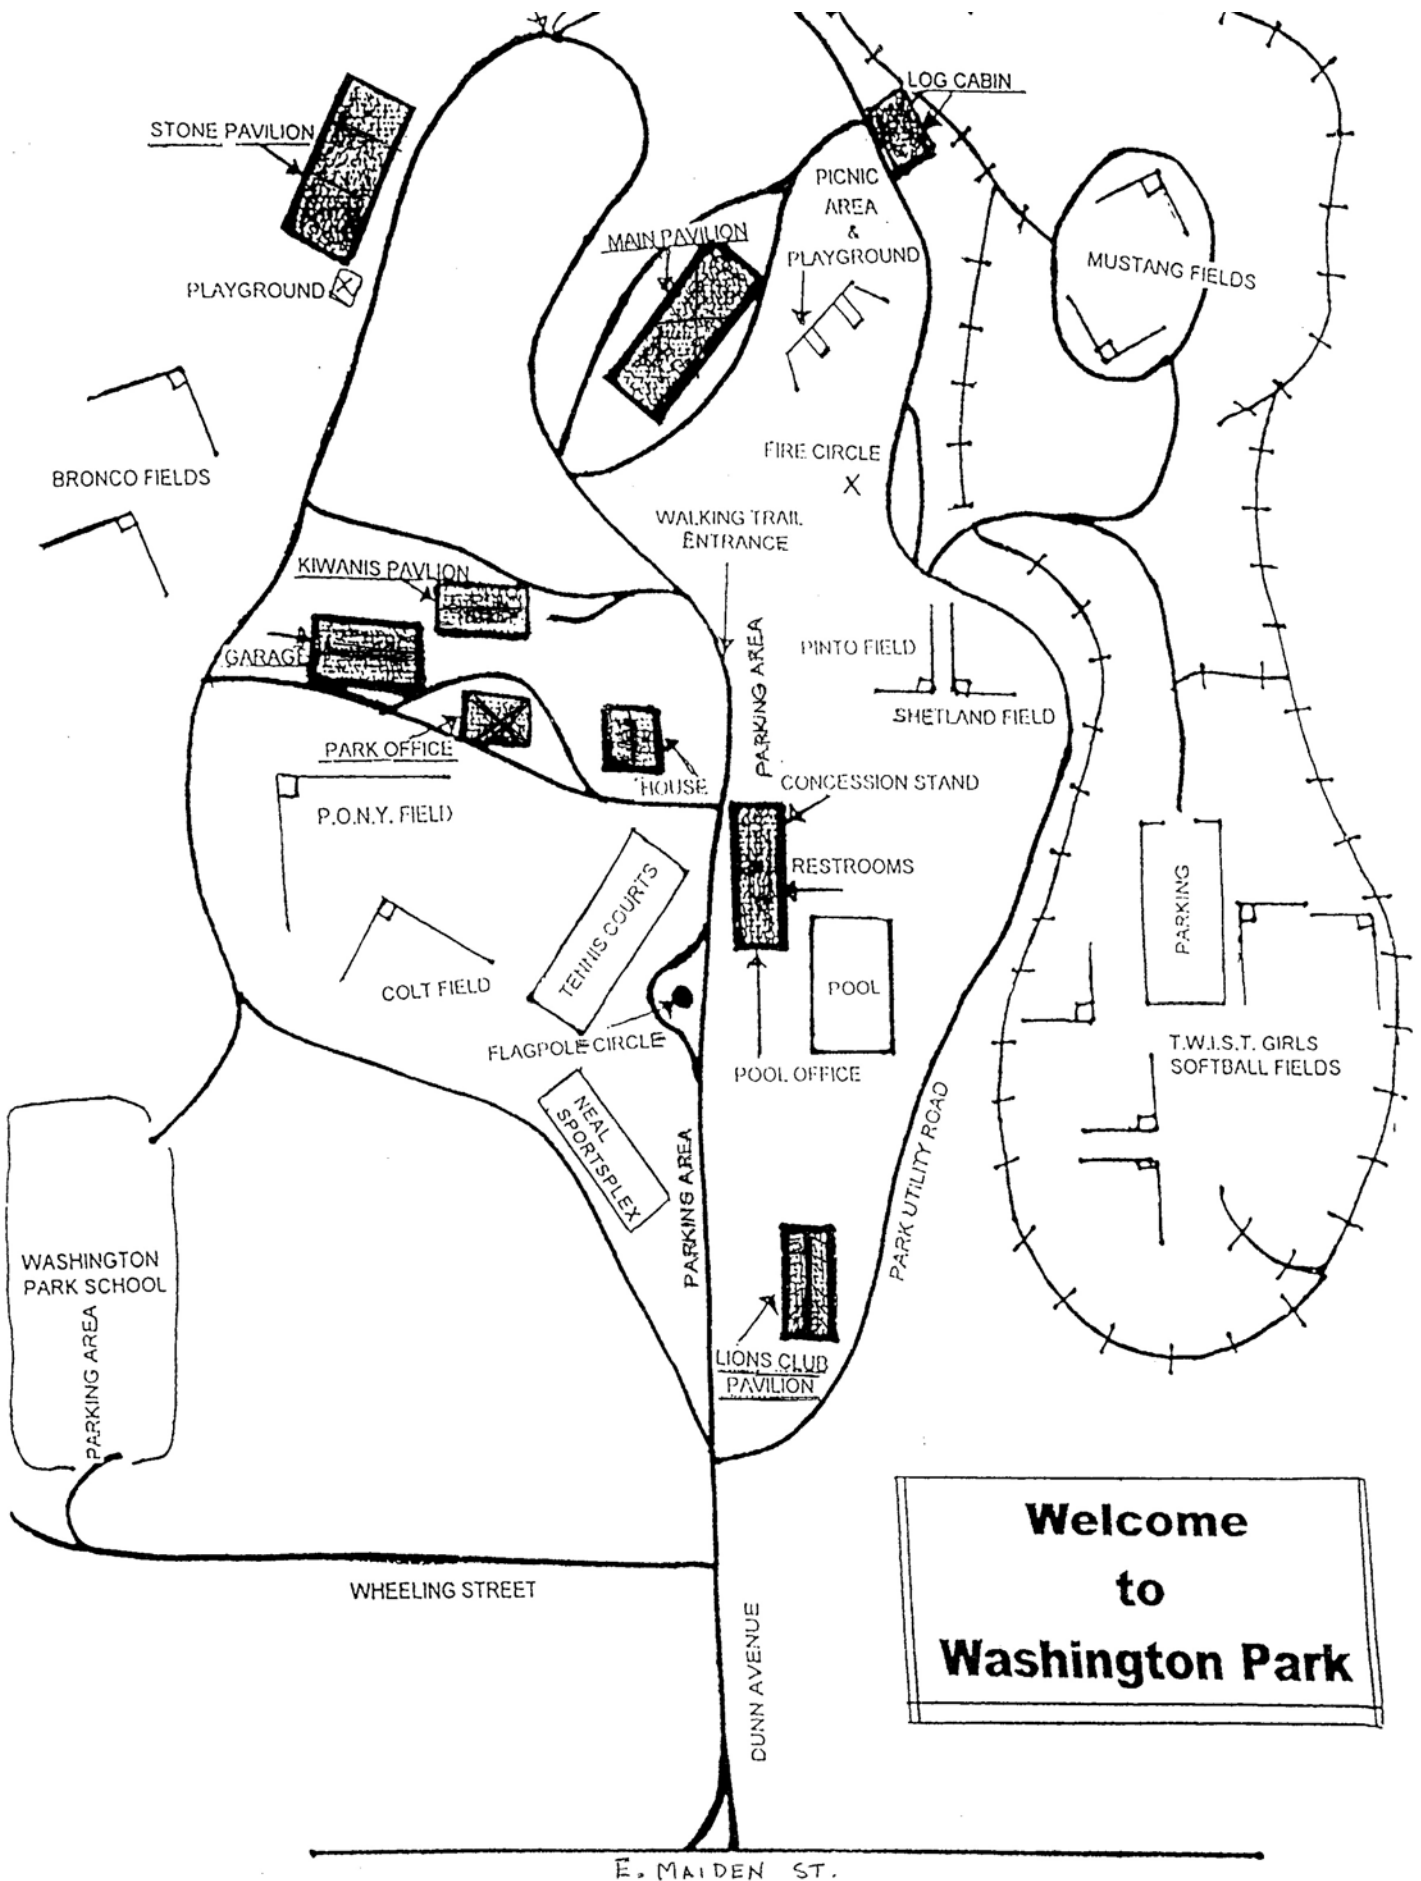 LOG CABIN
STONE PAVILION
PICNIC
AREA
&
PLAYGROUND
MAIN PAVILION
MUSTANG FIELDS
PLAYGROUND
BRONCO FIELDS
FIRE CIRCLE
X
WALKING TRAIL
ENTRANCE
KIWANIS PAVLION
GARAGE
PARKING AREA
PINTO FIELD
SHETLAND FIELD
PARK OFFICE
HOUSE
CONCESSION STAND
P.O.N.Y. FIELD
RESTROOMS
TENNIS COURTS
PARKING
COLT FIELD
POOL
FLAGPOLE CIRCLE
POOL OFFICE
T.W.I.S.T. GIRLS
SOFTBALL FIELDS
NEAL
SPORTSPLEX
PARKING AREA
PARK UTILITY ROAD
WASHINGTON
PARK SCHOOL
PARKING AREA
LIONS CLUB
PAVILION
Welcome
to
Washington Park
WHEELING STREET
DUNN AVENUE
E. MAIDEN ST.